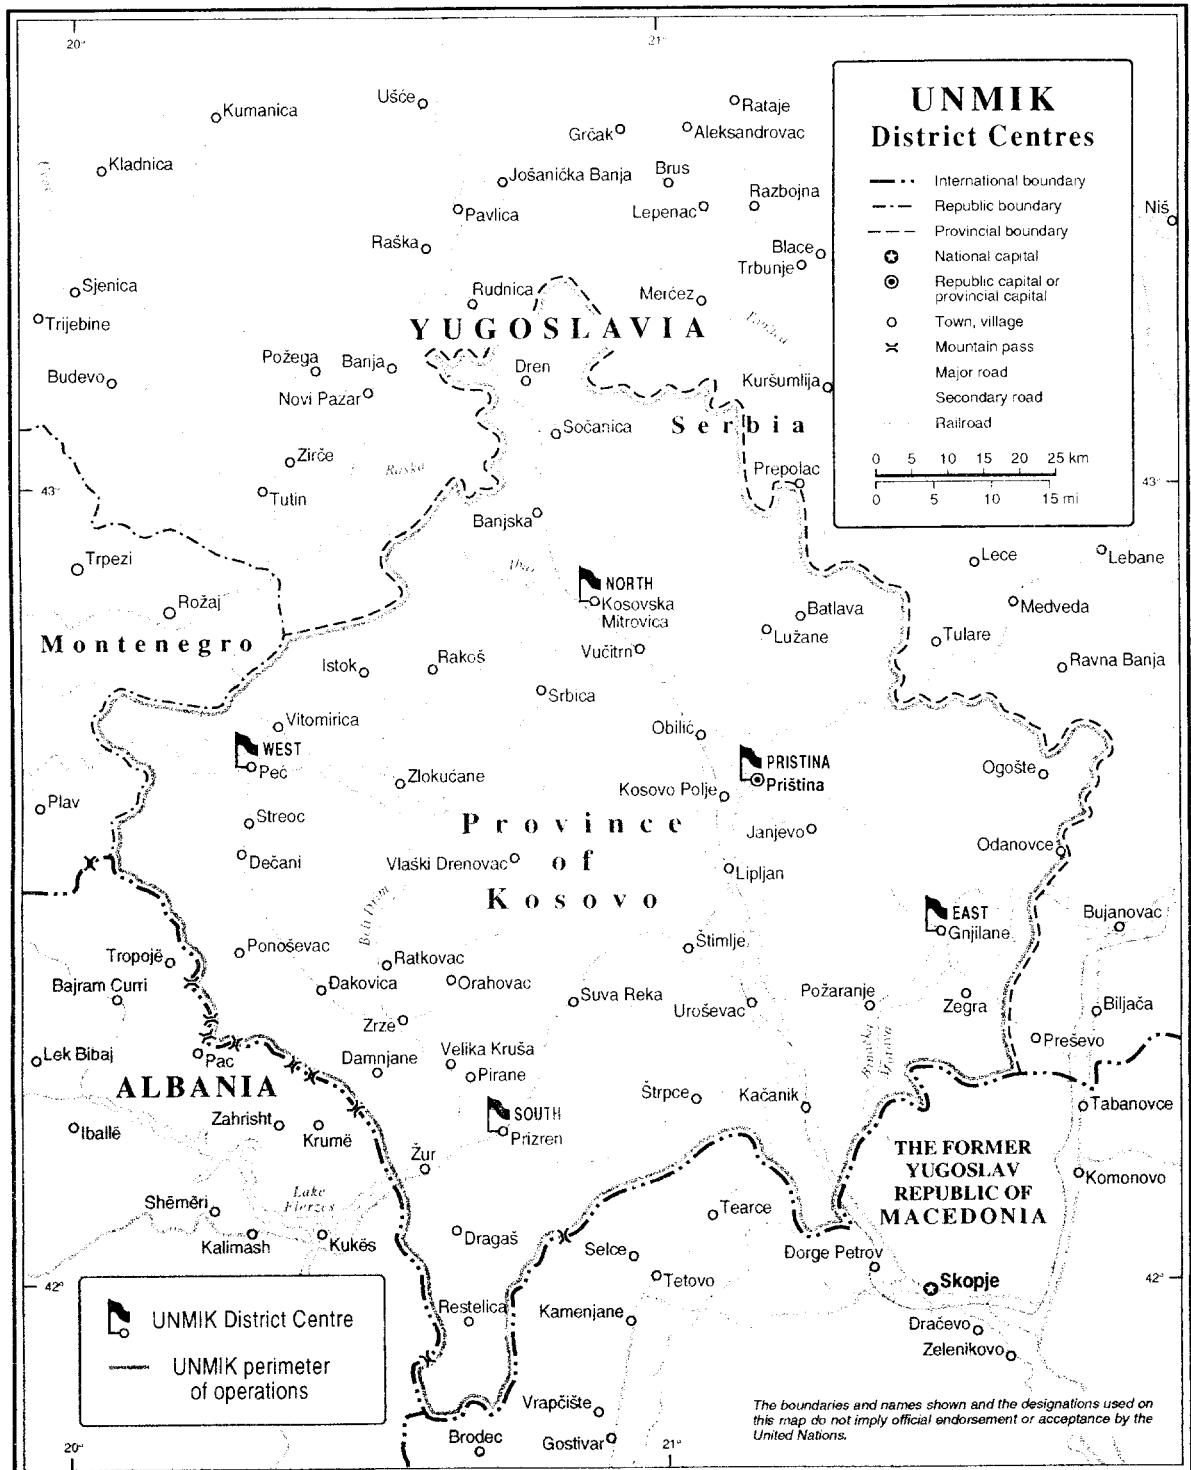 20°
21°
Ušće
Kumanica
Rataje
Grčak
Aleksandrovac
Kladnica
Jošanička Banja
Brus
Razbojna
Pavlica
Lepenac
Niš
Raška
Blace
Trbunje
Sjenica
Rudnica
Merćez
Trijebine
YUGOSLAVIA
Požega
Banja
Dren
Budevo
Novi Pazar
Kuršumlija
Sočanica
Serbia
Zirče
Raška
Prepolac
43°
43°
Tutin
Banjska
UNMIK
District Centres
International boundary
Republic boundary
Provincial boundary
National capital
Republic capital or
provincial capital
Town, village
Mountain pass
Major road
Secondary road
Railroad
0 5 10 15 20 25 km
0 5 10 15 mi
Trpezi
Ibar
Lece
Lebane
NORTH
Kosovska
Mitrovica
Rožaj
Batlava
Medveda
Lužane
Tulare
Montenegro
Vučitrn
Istok
Rakoš
Ravna Banja
Srbica
Vitomirica
Obilić
WEST
Peć
PRISTINA
Priština
Zlokućane
Ogošte
Plav
Kosovo Polje
Streoc
Province
of
Kosovo
Janjevo
Odanovce
Dečani
Vlaški Drenovac
Lipljan
Beli Drim
EAST
Gnjilane
Bujanovac
Ponoševac
Štimlje
Tropojë
Ratkovac
Bajram Curri
Đakovica
Orahovac
Suva Reka
Uroševac
Požaranje
Zegra
Biljača
Zrze
Lek Bibaj
Pac
Damnjane
Velika Kruša
Pirane
Preševo
ALBANIA
Štrpce
Kačanik
Tabanovce
Iballë
Zahrisht
Krumë
SOUTH
Prizren
Žur
THE FORMER
YUGOSLAV
REPUBLIC OF
MACEDONIA
Komonovo
Lake
Fierzes
Shëmëri
Tearce
Kalimash
Kukës
Dragaš
Selce
Đorge Petrov
42°
42°
Tetovo
Skopje
Restelica
Kamenjane
Dračevo
Zelenikovo
UNMIK District Centre
UNMIK perimeter
of operations
Vrapčište
Brodec
Gostivar
The boundaries and names shown and the designations used on
this map do not imply official endorsement or acceptance by the
United Nations.
20°
21°